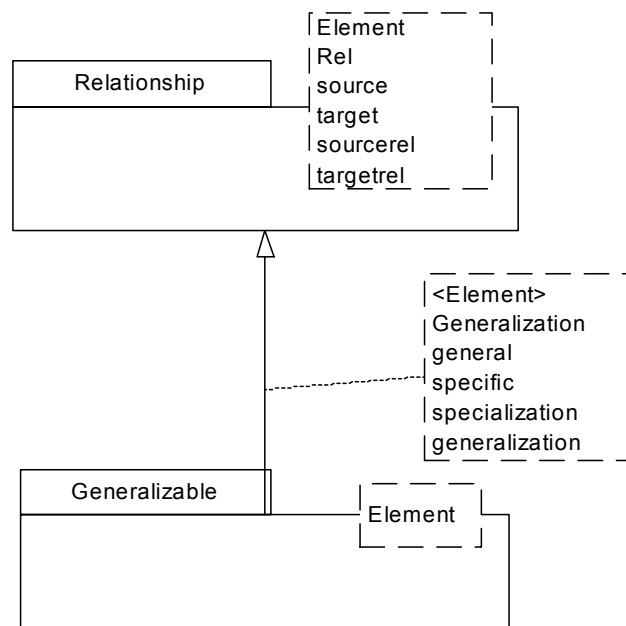 Relationship
Element
Rel
source
target
sourcerel
targetrel
<Element>
Generalization
general
specific
specialization
generalization
Generalizable
Element